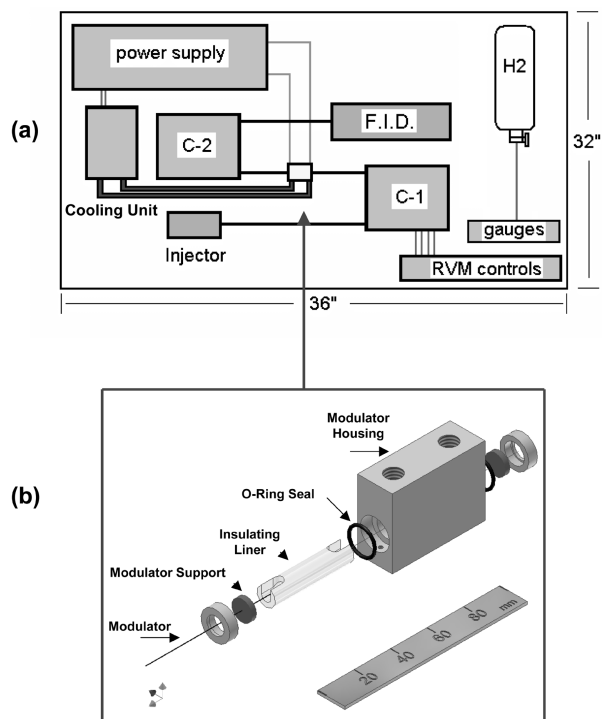 (a)
power supply
H2
F.I.D.
C-2
32"
C-1
Cooling Unit
Injector
gauges
RVM controls
36"
(b)
Modulator
Housing
O-Ring Seal
Insulating
Liner
Modulator Support
Modulator
20 40 60 80 mm